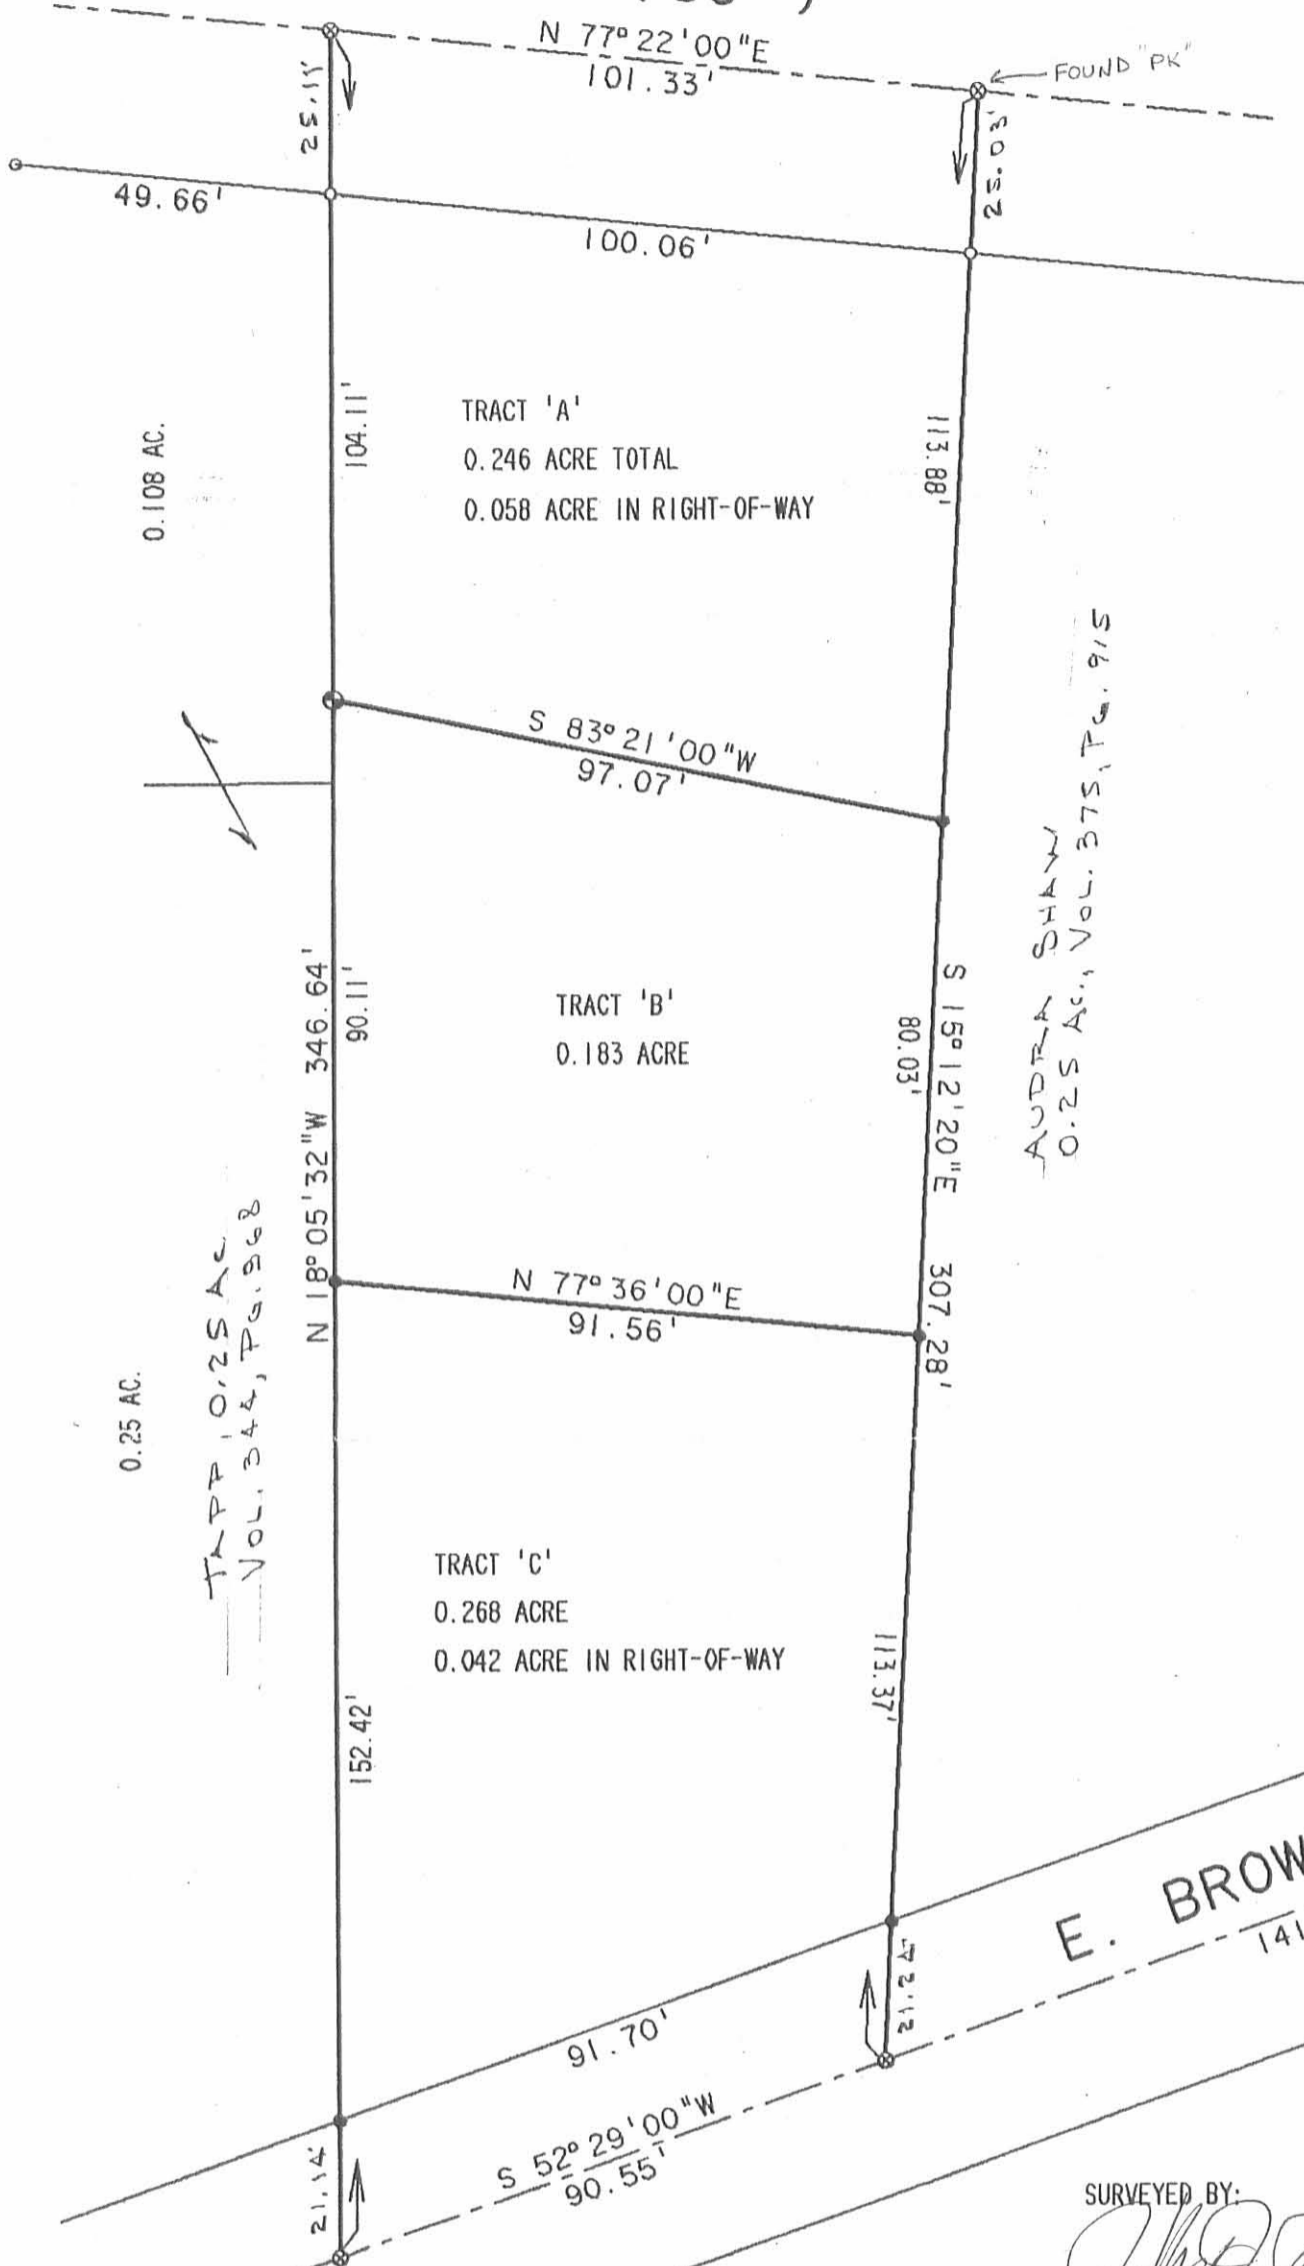 N 77° 22' 00" E
101.33'
FOUND "PK"
25.11'
25.03'
49.66'
100.06'
TRACT 'A'
0.246 ACRE TOTAL
0.058 ACRE IN RIGHT-OF-WAY
104.11'
113.88'
0.108 AC.
S 83° 21' 00" W
97.07'
AUDRA SHAW
0.25 AC., VOL. 375, PG. 915
N 18° 05' 32" W 346.64'
90.11'
TRACT 'B'
0.183 ACRE
80.03'
S 15° 12' 20" E 307.28'
N 77° 36' 00" E
91.56'
0.25 AC.
TAPP 0.25 AC
VOL. 344, PG. 968
TRACT 'C'
0.268 ACRE
0.042 ACRE IN RIGHT-OF-WAY
152.42'
113.37'
E. BROW
141
21.24'
91.70'
S 52° 29' 00" W
90.55'
21.14'
SURVEYED BY: